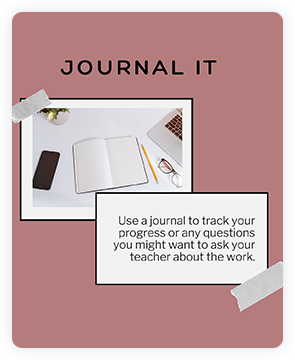 JOURNAL IT
Use a journal to track your
progress or any questions
you might want to ask your
teacher about the work.